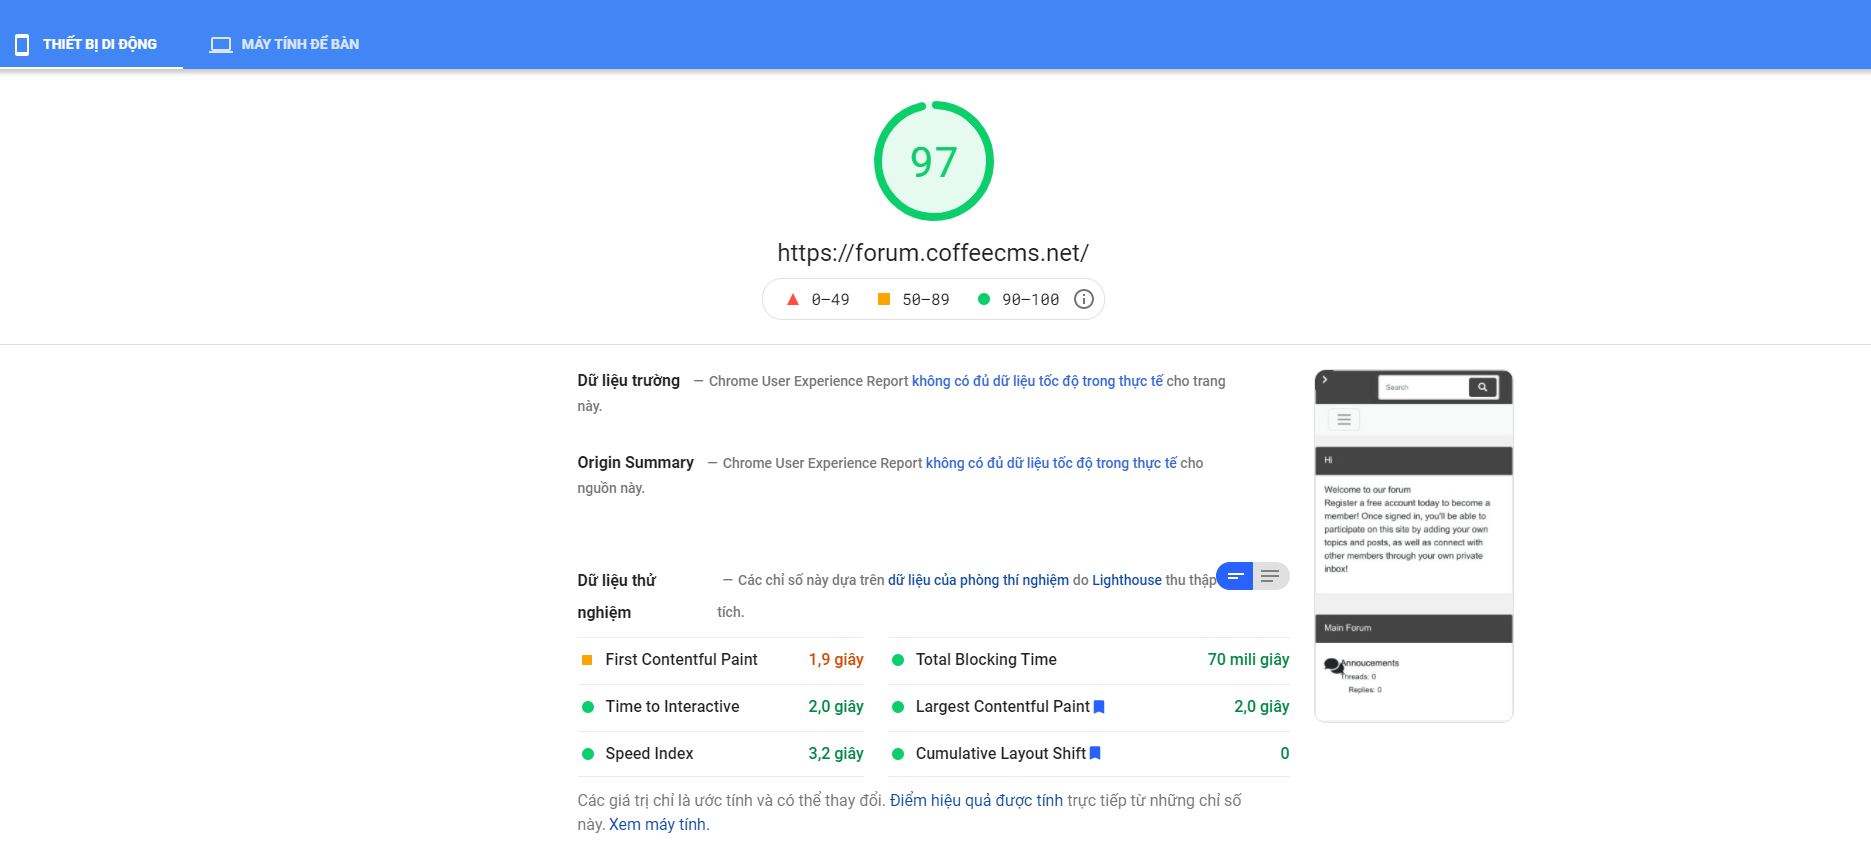 THIẾT BỊ DI ĐỘNG
MÁY TÍNH ĐỂ BÀN
97
https://forum.coffeecms.net/
0–49
50–89
90–100
Dữ liệu trường — Chrome User Experience Report không có đủ dữ liệu tốc độ trong thực tế cho trang
này.
Origin Summary — Chrome User Experience Report không có đủ dữ liệu tốc độ trong thực tế cho
nguồn này.
Dữ liệu thử — Các chỉ số này dựa trên dữ liệu của phòng thí nghiệm do Lighthouse thu thập
nghiệm tích.
First Contentful Paint 1,9 giây
Total Blocking Time 70 mili giây
Time to Interactive 2,0 giây
Largest Contentful Paint 2,0 giây
Speed Index 3,2 giây
Cumulative Layout Shift 0
Các giá trị chỉ là ước tính và có thể thay đổi. Điểm hiệu quả được tính trực tiếp từ những chỉ số
này. Xem máy tính.
Search
Hi
Welcome to our forum
Register a free account today to become a
member! Once signed in, you'll be able to
participate on this site by adding your own
topics and posts, as well as connect with
other members through your own private
inbox!
Main Forum
Annoucements
Threads: 0
Replies: 0